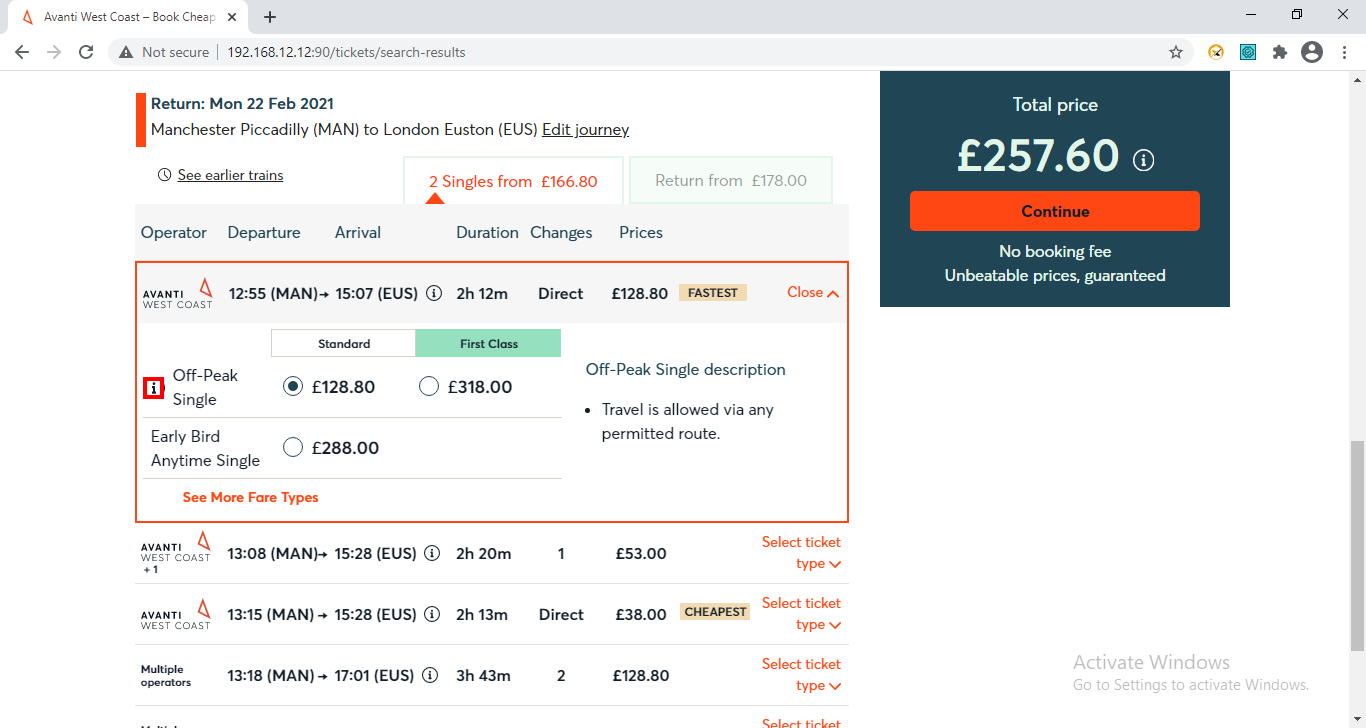 Avanti West Coast – Book Cheap
Not secure
192.168.12.12:90/tickets/search-results
Return: Mon 22 Feb 2021
Manchester Piccadilly (MAN) to London Euston (EUS) Edit journey
See earlier trains
2 Singles from £166.80
Return from £178.00
Operator Departure Arrival Duration Changes Prices
AVANTI
WEST COAST
12:55 (MAN)→ 15:07 (EUS) 2h 12m Direct £128.80 FASTEST Close
Standard First Class
Off-Peak
Single
£128.80 £318.00
Early Bird
Anytime Single
£288.00
See More Fare Types
Off-Peak Single description
• Travel is allowed via any
permitted route.
AVANTI
WEST COAST
+ 1
13:08 (MAN)→ 15:28 (EUS) 2h 20m 1 £53.00
Select ticket
type
AVANTI
WEST COAST
13:15 (MAN)→ 15:28 (EUS) 2h 13m Direct £38.00 CHEAPEST
Select ticket
type
Multiple
operators
13:18 (MAN)→ 17:01 (EUS) 3h 43m 2 £128.80
Select ticket
type
Select ticket
Total price
£257.60
Continue
No booking fee
Unbeatable prices, guaranteed
Activate Windows
Go to Settings to activate Windows.